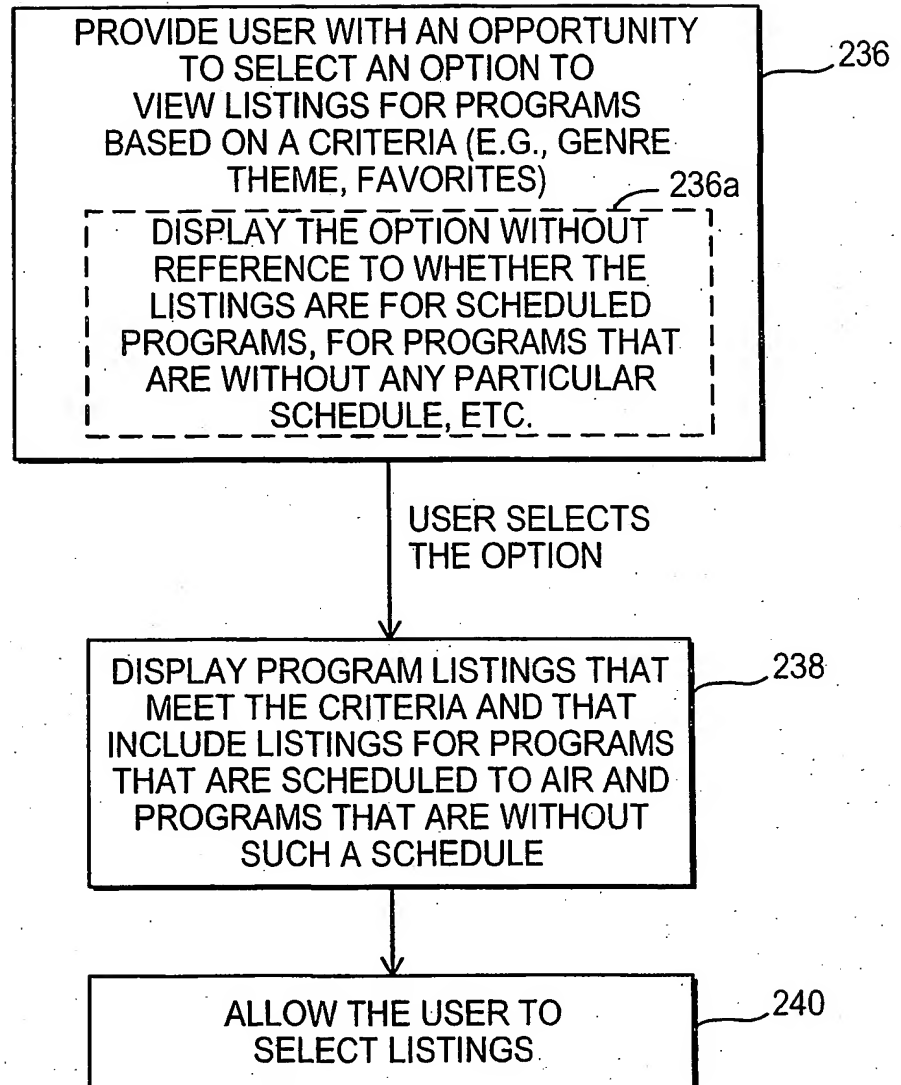 PROVIDE USER WITH AN OPPORTUNITY
TO SELECT AN OPTION TO
VIEW LISTINGS FOR PROGRAMS
BASED ON A CRITERIA (E.G., GENRE
THEME, FAVORITES)
236
236a
DISPLAY THE OPTION WITHOUT
REFERENCE TO WHETHER THE
LISTINGS ARE FOR SCHEDULED
PROGRAMS, FOR PROGRAMS THAT
ARE WITHOUT ANY PARTICULAR
SCHEDULE, ETC.
USER SELECTS
THE OPTION
DISPLAY PROGRAM LISTINGS THAT
MEET THE CRITERIA AND THAT
INCLUDE LISTINGS FOR PROGRAMS
THAT ARE SCHEDULED TO AIR AND
PROGRAMS THAT ARE WITHOUT
SUCH A SCHEDULE
238
ALLOW THE USER TO
SELECT LISTINGS
240